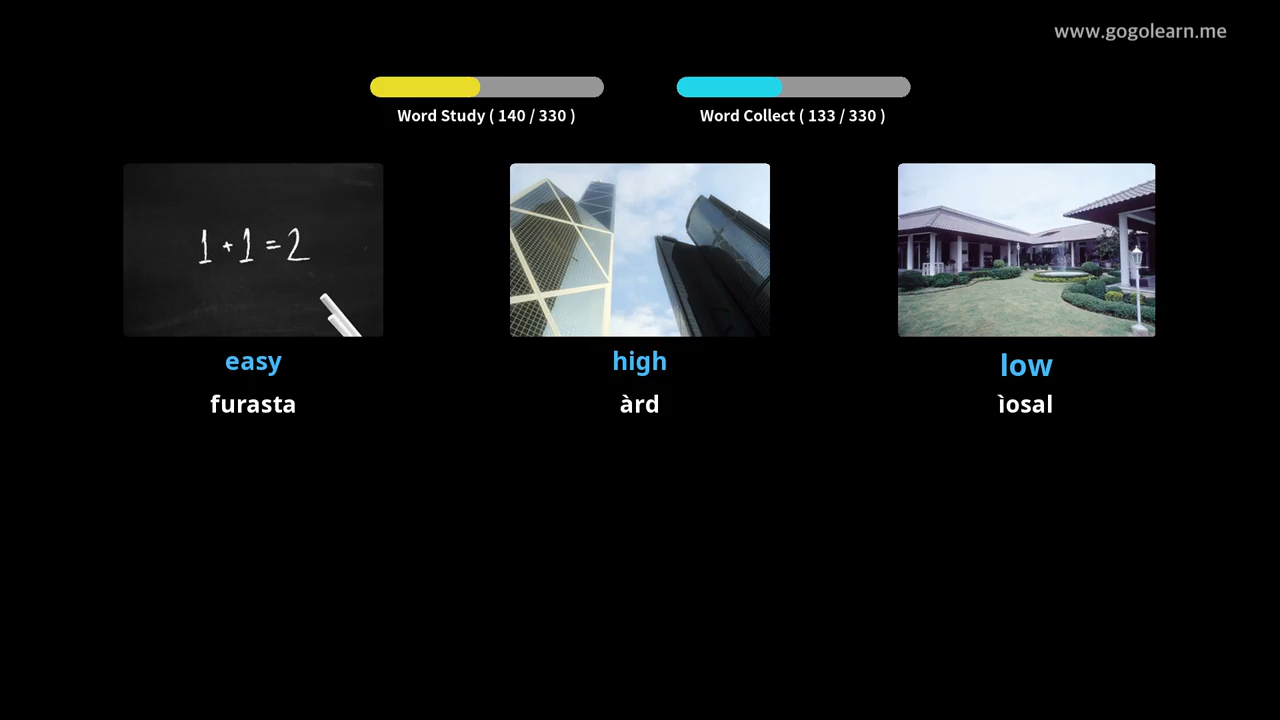 www.gogolearn.me
Word Study ( 140 / 330 )
Word Collect ( 133 / 330 )
1 + 1 = 2
easy
high
low
furasta
àrd
ìosal